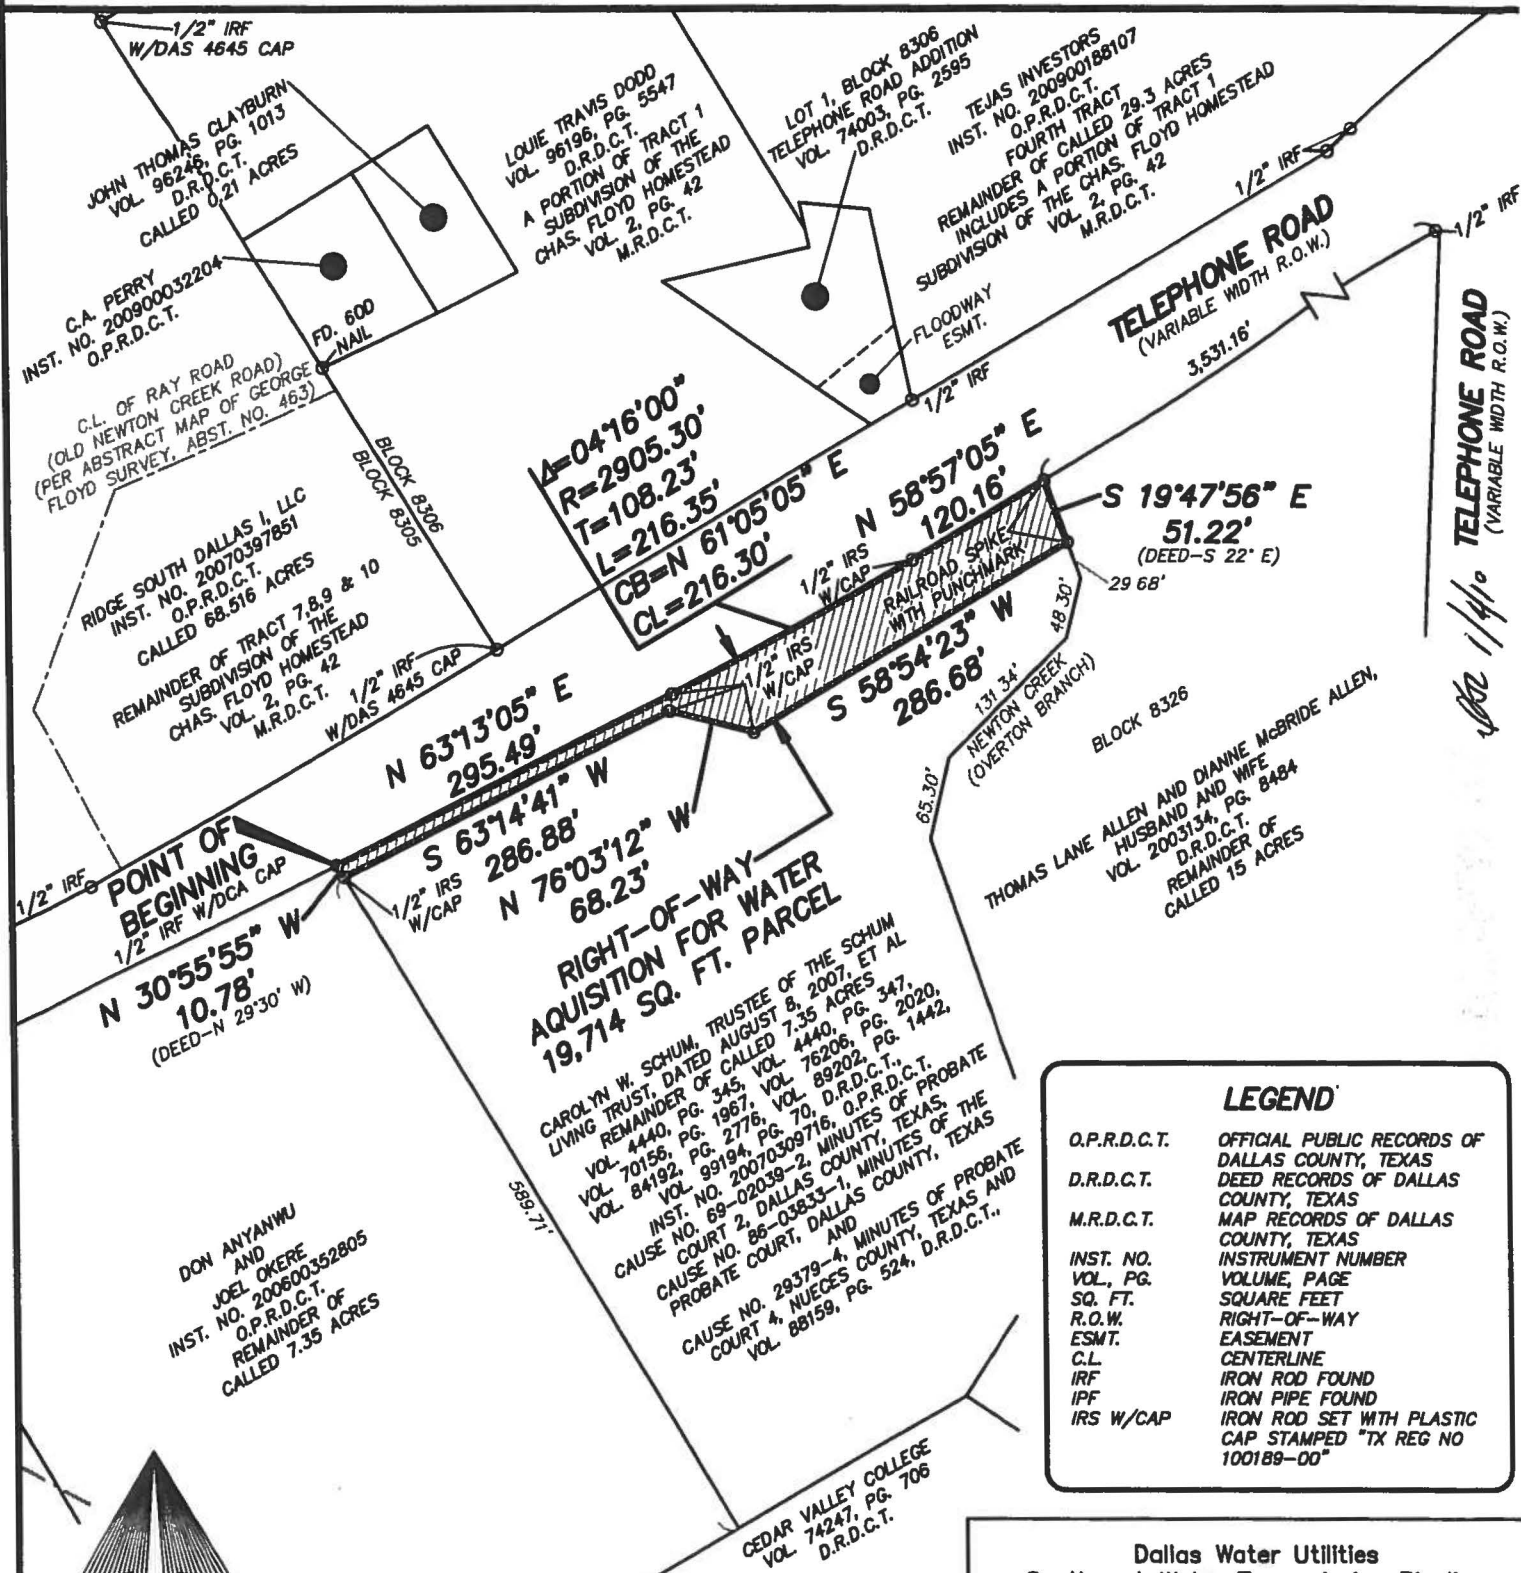 1/2" IRF
W/DAS 4645 CAP
JOHN THOMAS CLAYBURN
VOL. 96246, PG. 1013
D.R.D.C.T.
CALLED 0.21 ACRES
C.A. PERRY
INST. NO. 200900032204
O.P.R.D.C.T.
FD. 60D
NAIL
LOUIE TRAVIS DODD
VOL. 96196, PG. 5547
D.R.D.C.T.
A PORTION OF TRACT 1
SUBDIVISION OF THE
CHAS. FLOYD HOMESTEAD
VOL. 2, PG. 42
M.R.D.C.T.
LOT 1, BLOCK 8306
TELEPHONE ROAD ADDITION
VOL. 74003, PG. 2595
D.R.D.C.T.
TEJAS INVESTORS
INST. NO. 200900188107
O.P.R.D.C.T.
FOURTH TRACT
REMAINDER OF CALLED 29.3 ACRES
INCLUDES A PORTION OF TRACT 1
SUBDIVISION OF THE CHAS. FLOYD HOMESTEAD
VOL. 2, PG. 42
M.R.D.C.T.
1/2" IRF
1/2" IRF
TELEPHONE ROAD
(VARIABLE WIDTH R.O.W.)
3,531.16'
TELEPHONE ROAD
(VARIABLE WIDTH R.O.W.)
1/4/10
FLOODWAY
ESMT.
1/2" IRF
C.L. OF RAY ROAD
(OLD NEWTON CREEK ROAD)
(PER ABSTRACT MAP OF GEORGE
FLOYD SURVEY, ABST. NO. 463)
BLOCK 8306
BLOCK 8305
RIDGE SOUTH DALLAS I, LLC
INST. NO. 20070397851
O.P.R.D.C.T.
CALLED 68.516 ACRES
REMAINDER OF TRACT 7,8,9 & 10
SUBDIVISION OF THE
CHAS. FLOYD HOMESTEAD
VOL. 2, PG. 42
M.R.D.C.T.
1/2" IRF
W/DAS 4645 CAP
Δ=04°16'00"
R=2905.30'
T=108.23'
L=216.35'
CB=N 61°05'05" E
CL=216.30'
N 58°57'05" E
120.16'
1/2" IRS
W/CAP
RAILROAD SPIKE
WITH PUNCHMARK
S 19°47'56" E
51.22'
(DEED-S 22° E)
29.68'
48.30'
131.34'
NEWTON CREEK
(OVERTON BRANCH)
65.30'
1/2" IRS
W/CAP
S 58°54'23" W
286.68'
N 63°13'05" E
295.49'
S 63°14'41" W
286.88'
N 76°03'12" W
68.23'
1/2" IRS
W/CAP
1/2" IRF
POINT OF
BEGINNING
1/2" IRF W/DCA CAP
N 30°55'55" W
10.78'
(DEED-N 29°30' W)
RIGHT-OF-WAY
AQUISITION FOR WATER
19,714 SQ. FT. PARCEL
BLOCK 8326
THOMAS LANE ALLEN AND DIANNE McBRIDE ALLEN,
HUSBAND AND WIFE
VOL. 2003134, PG. 8484
D.R.D.C.T.
REMAINDER OF
CALLED 15 ACRES
CAROLYN W. SCHUM, TRUSTEE OF THE SCHUM
LIVING TRUST, DATED AUGUST 8, 2007, ET AL
REMAINDER OF CALLED 7.35 ACRES
VOL. 4440, PG. 345, VOL. 4440, PG. 347,
VOL. 70156, PG. 1967, VOL. 76206, PG. 2020,
VOL. 84192, PG. 2776, VOL. 89202, PG. 1442,
VOL. 99194, PG. 70, D.R.D.C.T.,
INST. NO. 20070309716, O.P.R.D.C.T.
CAUSE NO. 69-02039-2, MINUTES OF PROBATE
COURT 2, DALLAS COUNTY, TEXAS,
CAUSE NO. 86-03833-1, MINUTES OF THE
PROBATE COURT, DALLAS COUNTY, TEXAS
AND
CAUSE NO. 29379-4, MINUTES OF PROBATE
COURT 4, NUECES COUNTY, TEXAS AND
VOL. 88159, PG. 524, D.R.D.C.T.,
589.71'
DON ANYANWU
AND
JOEL OKERE
INST. NO. 200600352805
O.P.R.D.C.T.
REMAINDER OF
CALLED 7.35 ACRES
CEDAR VALLEY COLLEGE
VOL. 74247, PG. 706
D.R.D.C.T.
LEGEND
O.P.R.D.C.T. OFFICIAL PUBLIC RECORDS OF
DALLAS COUNTY, TEXAS
D.R.D.C.T. DEED RECORDS OF DALLAS
COUNTY, TEXAS
M.R.D.C.T. MAP RECORDS OF DALLAS
COUNTY, TEXAS
INST. NO. INSTRUMENT NUMBER
VOL., PG. VOLUME, PAGE
SQ. FT. SQUARE FEET
R.O.W. RIGHT-OF-WAY
ESMT. EASEMENT
C.L. CENTERLINE
IRF IRON ROD FOUND
IPF IRON PIPE FOUND
IRS W/CAP IRON ROD SET WITH PLASTIC
CAP STAMPED "TX REG NO
100189-00"
Dallas Water Utilities